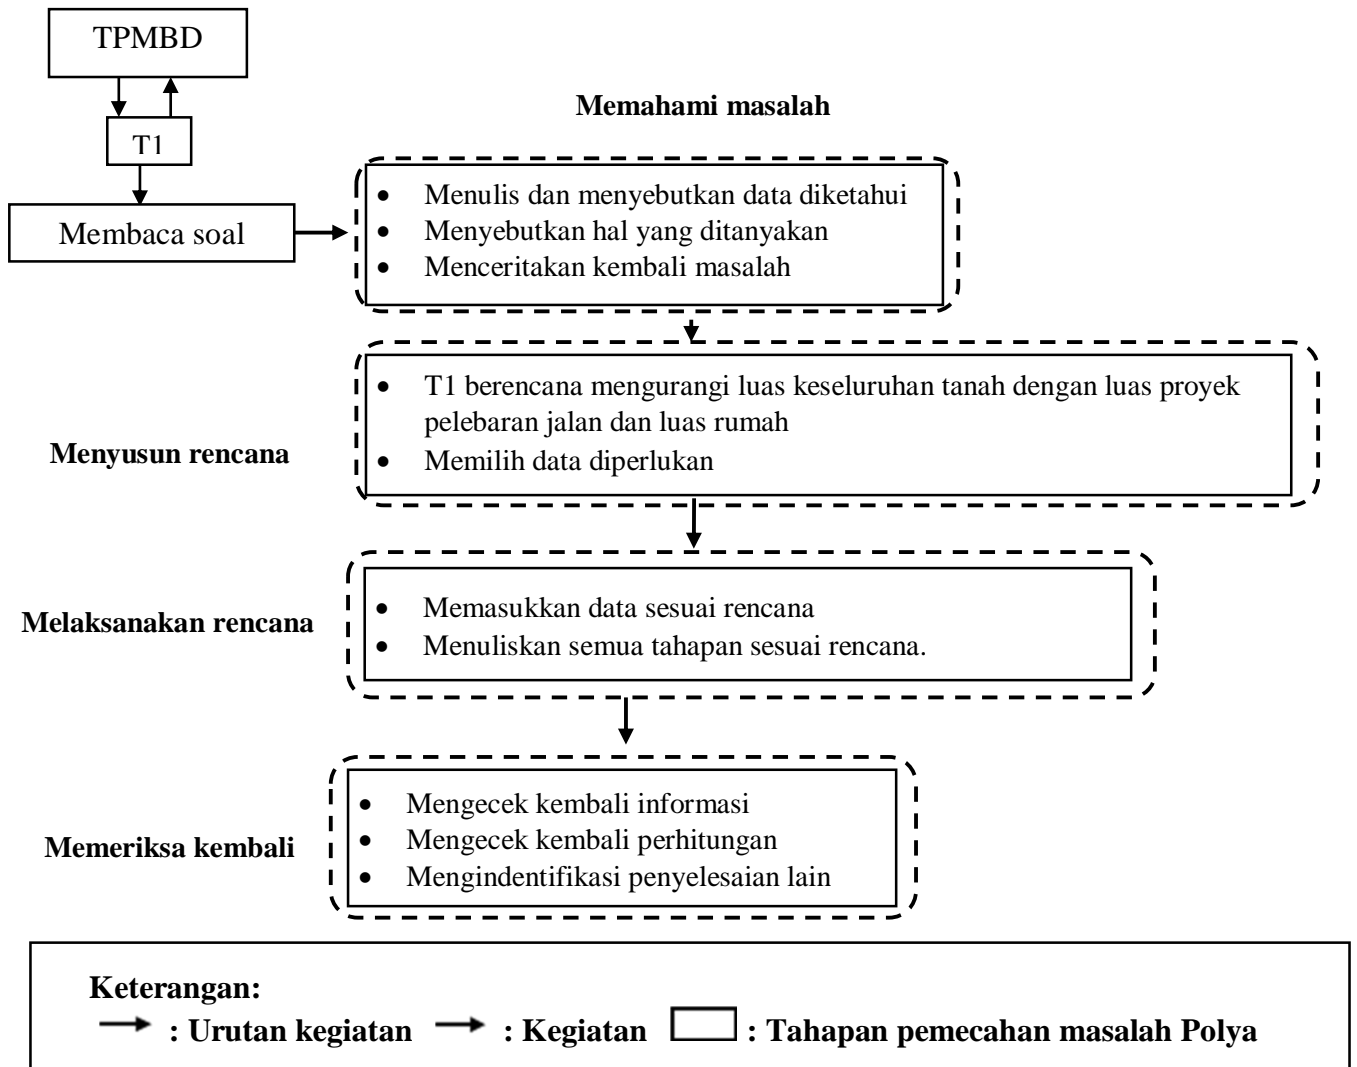 TPMBD
T1
Membaca soal
Memahami masalah
• Menulis dan menyebutkan data diketahui
• Menyebutkan hal yang ditanyakan
• Menceritakan kembali masalah
Menyusun rencana
• T1 berencana mengurangi luas keseluruhan tanah dengan luas proyek
pelebaran jalan dan luas rumah
• Memilih data diperlukan
Melaksanakan rencana
• Memasukkan data sesuai rencana
• Menuliskan semua tahapan sesuai rencana.
Memeriksa kembali
• Mengecek kembali informasi
• Mengecek kembali perhitungan
• Mengindentifikasi penyelesaian lain
Keterangan:
: Urutan kegiatan : Kegiatan : Tahapan pemecahan masalah Polya